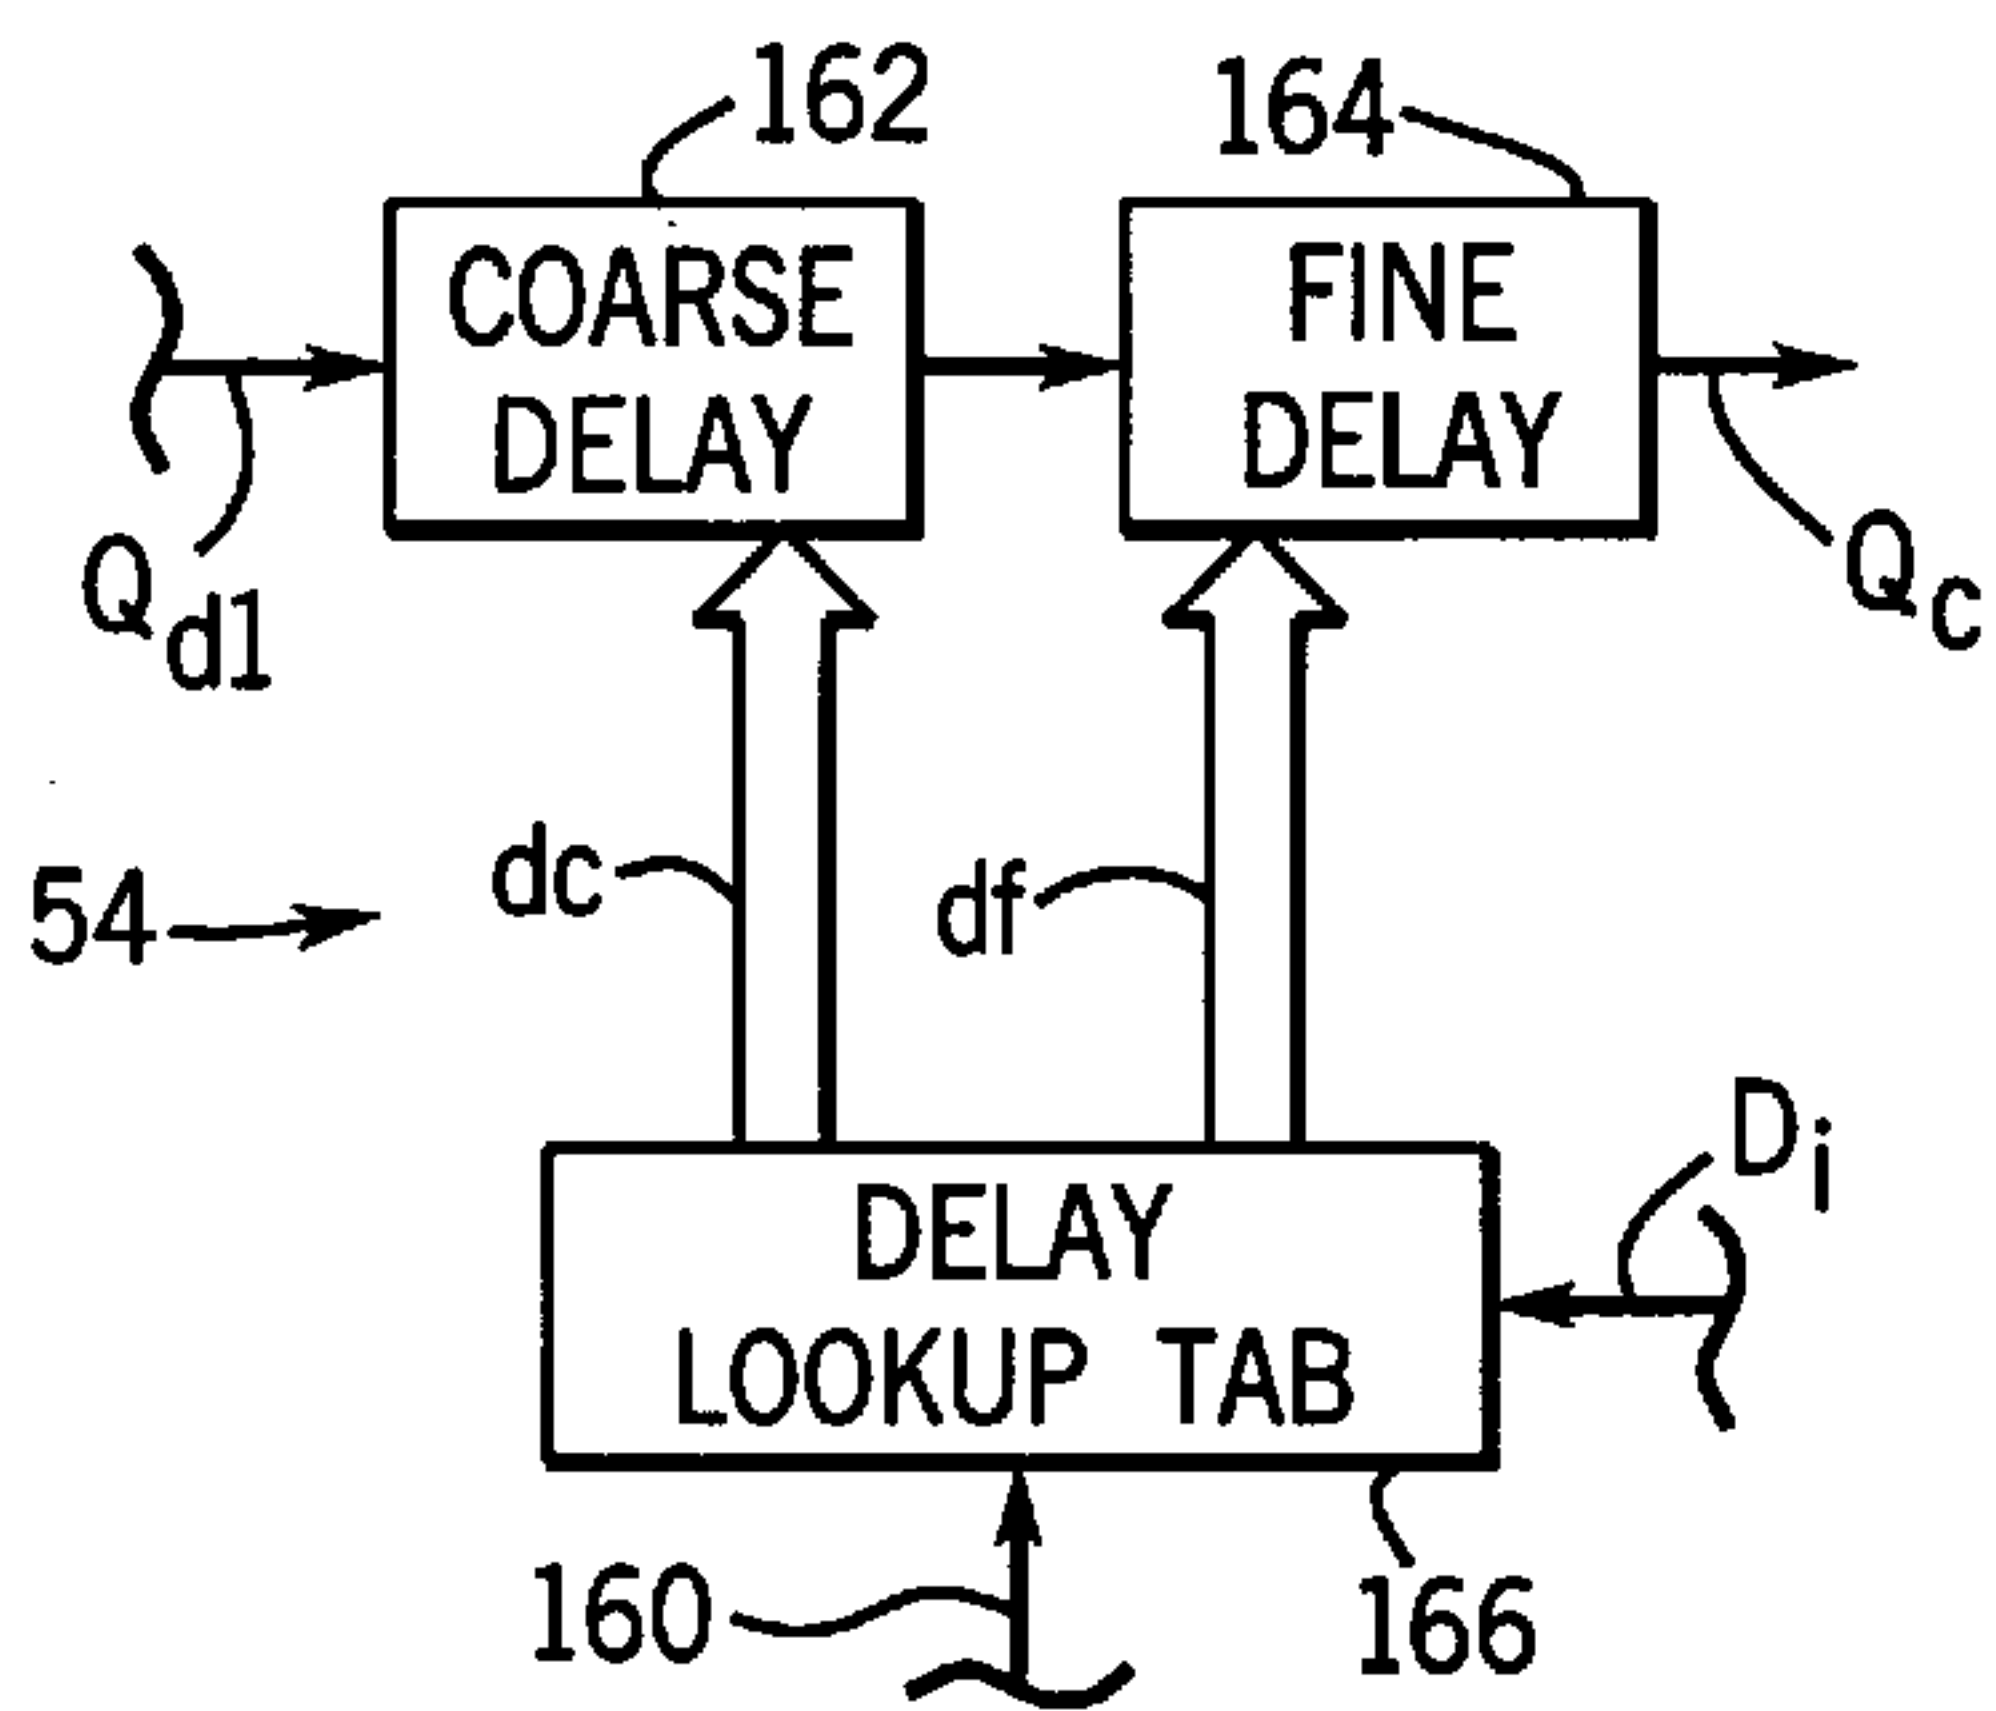 162
164
COARSE
DELAY
FINE
DELAY
Qd1
Qc
dc
df
54
Di
DELAY
LOOKUP TAB
160
166